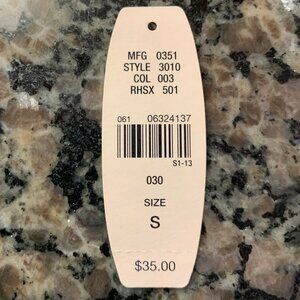 MFG 0351
STYLE 3010
COL 003
RHSX 501
061 06324137
S1-13
030
SIZE
S
$35.00